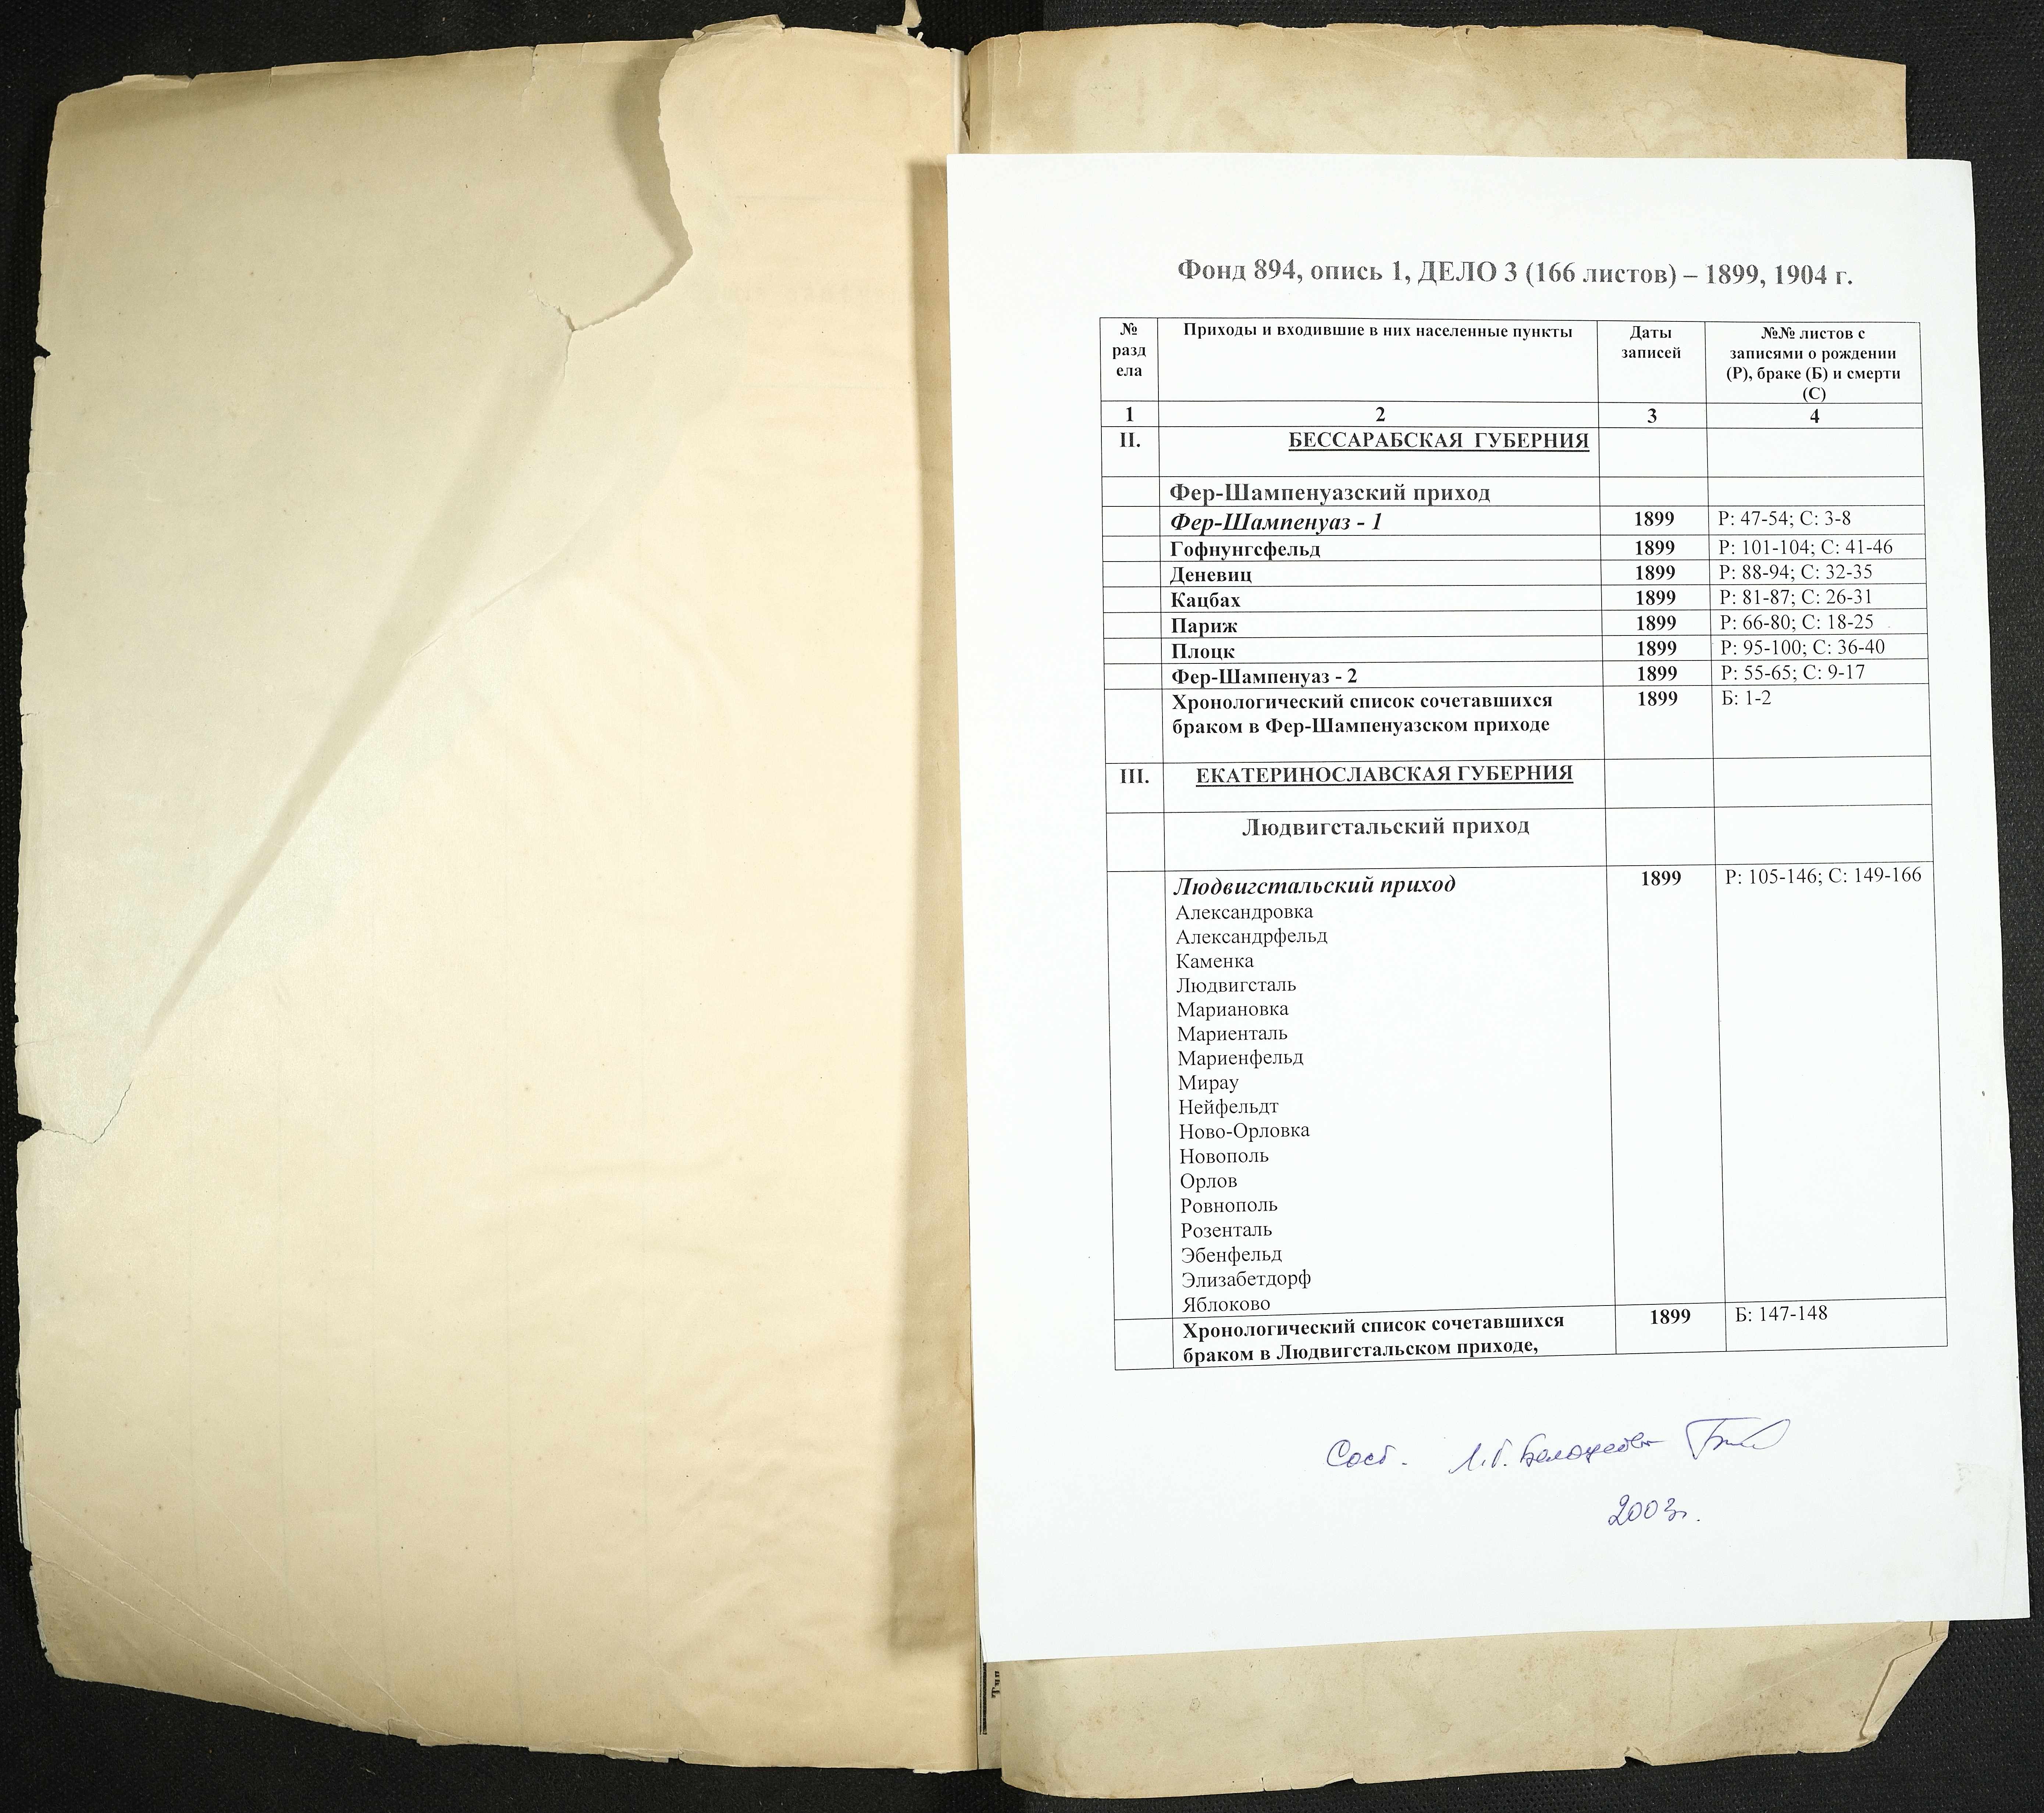 Фонд 894, опись 1, ДЕЛО 3 (166 листов) – 1899, 1904 г.
№ разд ела Приходы и входившие в них населенные пункты Даты записей №№ листов с записями о рождении (Р), браке (Б) и смерти (С)
1 2 3 4
II. БЕССАРАБСКАЯ ГУБЕРНИЯ
Фер-Шампенуазский приход
Фер-Шампенуаз - 1 1899 Р: 47-54; С: 3-8
Гофнунгсфельд 1899 Р: 101-104; С: 41-46
Деневиц 1899 Р: 88-94; С: 32-35
Кацбах 1899 Р: 81-87; С: 26-31
Париж 1899 Р: 66-80; С: 18-25
Плоцк 1899 Р: 95-100; С: 36-40
Фер-Шампенуаз - 2 1899 Р: 55-65; С: 9-17
Хронологический список сочетавшихся 1899 Б: 1-2
браком в Фер-Шампенуазском приходе
III. ЕКАТЕРИНОСЛАВСКАЯ ГУБЕРНИЯ
Людвигстальский приход
Людвигстальский приход 1899 Р: 105-146; С: 149-166
Александровка
Александрфельд
Каменка
Людвигсталь
Мариановка
Мариенталь
Мариенфельд
Мирау
Нейфельдт
Ново-Орловка
Новополь
Орлов
Ровнополь
Розенталь
Эбенфельд
Элизабетдорф
Яблоково
Хронологический список сочетавшихся 1899 Б: 147-148
браком в Людвигстальском приходе,
Сост.
2003г.